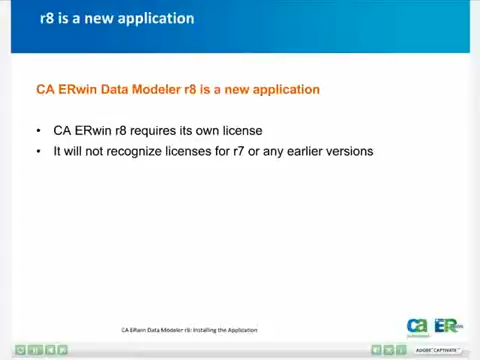 r8 is a new application
CA ERwin Data Modeler r8 is a new application
• CA ERwin r8 requires its own license
• It will not recognize licenses for r7 or any earlier versions
CA ERwin Data Modeler r8: Installing the Application
ca ERwin
ADOBE CAPTIVATE